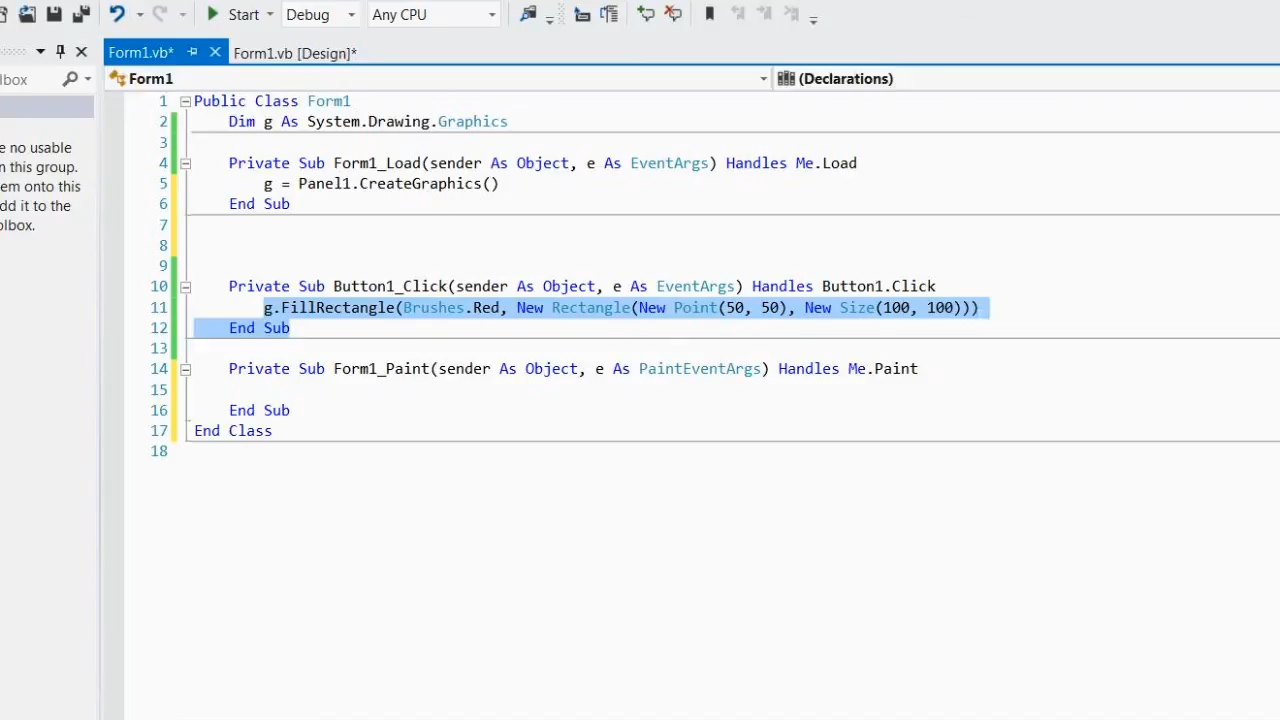 Start Debug Any CPU
Form1.vb* Form1.vb [Design]*
lbox
Form1 (Declarations)
e no usable
n this group.
em onto this
dd it to the
olbox.
1 Public Class Form1
2 Dim g As System.Drawing.Graphics
3
4 Private Sub Form1_Load(sender As Object, e As EventArgs) Handles Me.Load
5 g = Panel1.CreateGraphics()
6 End Sub
7
8
9
10 Private Sub Button1_Click(sender As Object, e As EventArgs) Handles Button1.Click
11 g.FillRectangle(Brushes.Red, New Rectangle(New Point(50, 50), New Size(100, 100)))
12 End Sub
13
14 Private Sub Form1_Paint(sender As Object, e As PaintEventArgs) Handles Me.Paint
15
16 End Sub
17 End Class
18